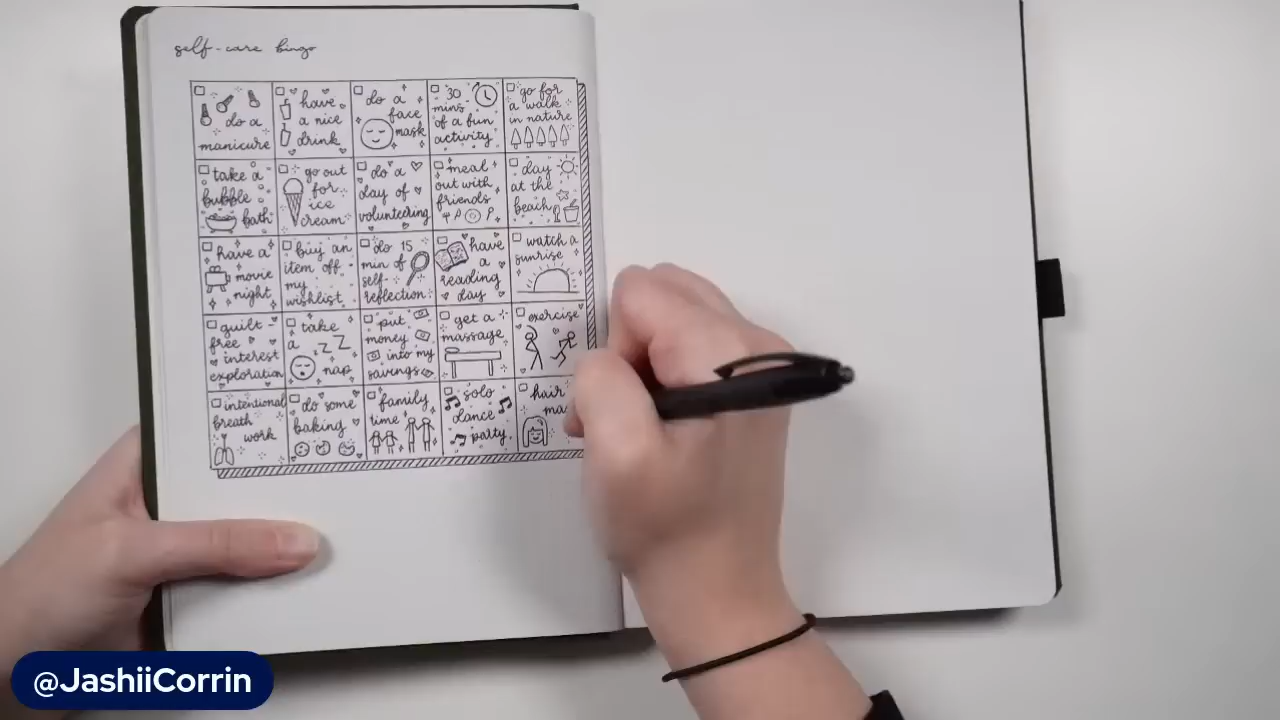 self-care bingo
do a
manicure
have
a nice
drink
do a
face
mask
30
mins
of a fun
activity
go for
a walk
in nature
take a
bubble
bath
go out
for
ice
cream
do a
day of
volunteering
meal
out with
friends
day
at the
beach
have a
movie
night
buy an
item off
my
wishlist
do 15
min of
self-
reflection
have
a
reading
day
watch a
sunrise
guilt-
free
interest
exploration
take
a
zzz
nap
put
money
into my
savings
get a
massage
exercise
intentional
breath
work
do some
baking
family
time
solo
dance
party
hair
ma
@JashiiCorrin